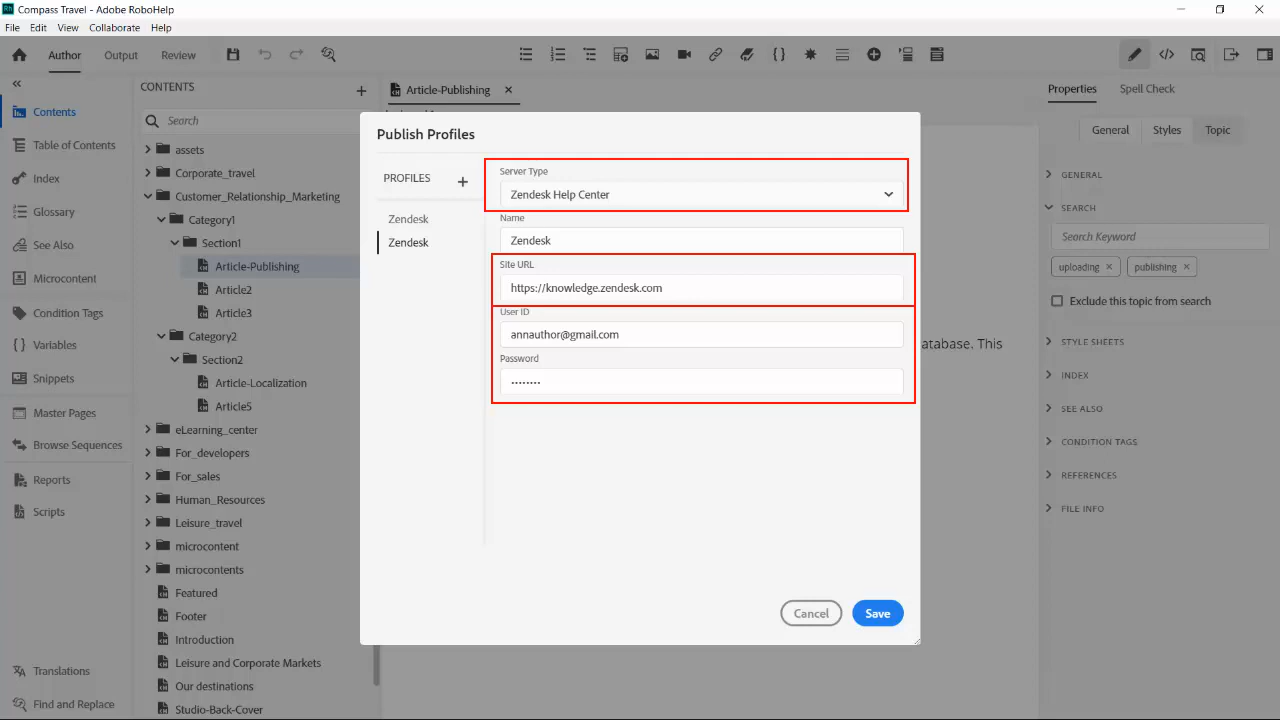 Compass Travel - Adobe RoboHelp
File Edit View Collaborate Help
Author Output Review
CONTENTS
Article-Publishing
Properties Spell Check
Contents
Search
General Styles Topic
Table of Contents
Index
Glossary
See Also
Microcontent
Condition Tags
Variables
Snippets
Master Pages
Browse Sequences
Reports
Scripts
Translations
Find and Replace
assets
Corporate_travel
Customer_Relationship_Marketing
Category1
Section1
Article-Publishing
Article2
Article3
Category2
Section2
Article-Localization
Article5
eLearning_center
For_developers
For_sales
Human_Resources
Leisure_travel
microcontent
microcontents
Featured
Footer
Introduction
Leisure and Corporate Markets
Our destinations
Studio-Back-Cover
Publish Profiles
PROFILES
Zendesk
Zendesk
Server Type
Zendesk Help Center
Name
Zendesk
Site URL
https://knowledge.zendesk.com
User ID
annauthor@gmail.com
Password
••••••••
Cancel Save
atabase. This
GENERAL
SEARCH
Search Keyword
uploading publishing
Exclude this topic from search
STYLE SHEETS
INDEX
SEE ALSO
CONDITION TAGS
REFERENCES
FILE INFO